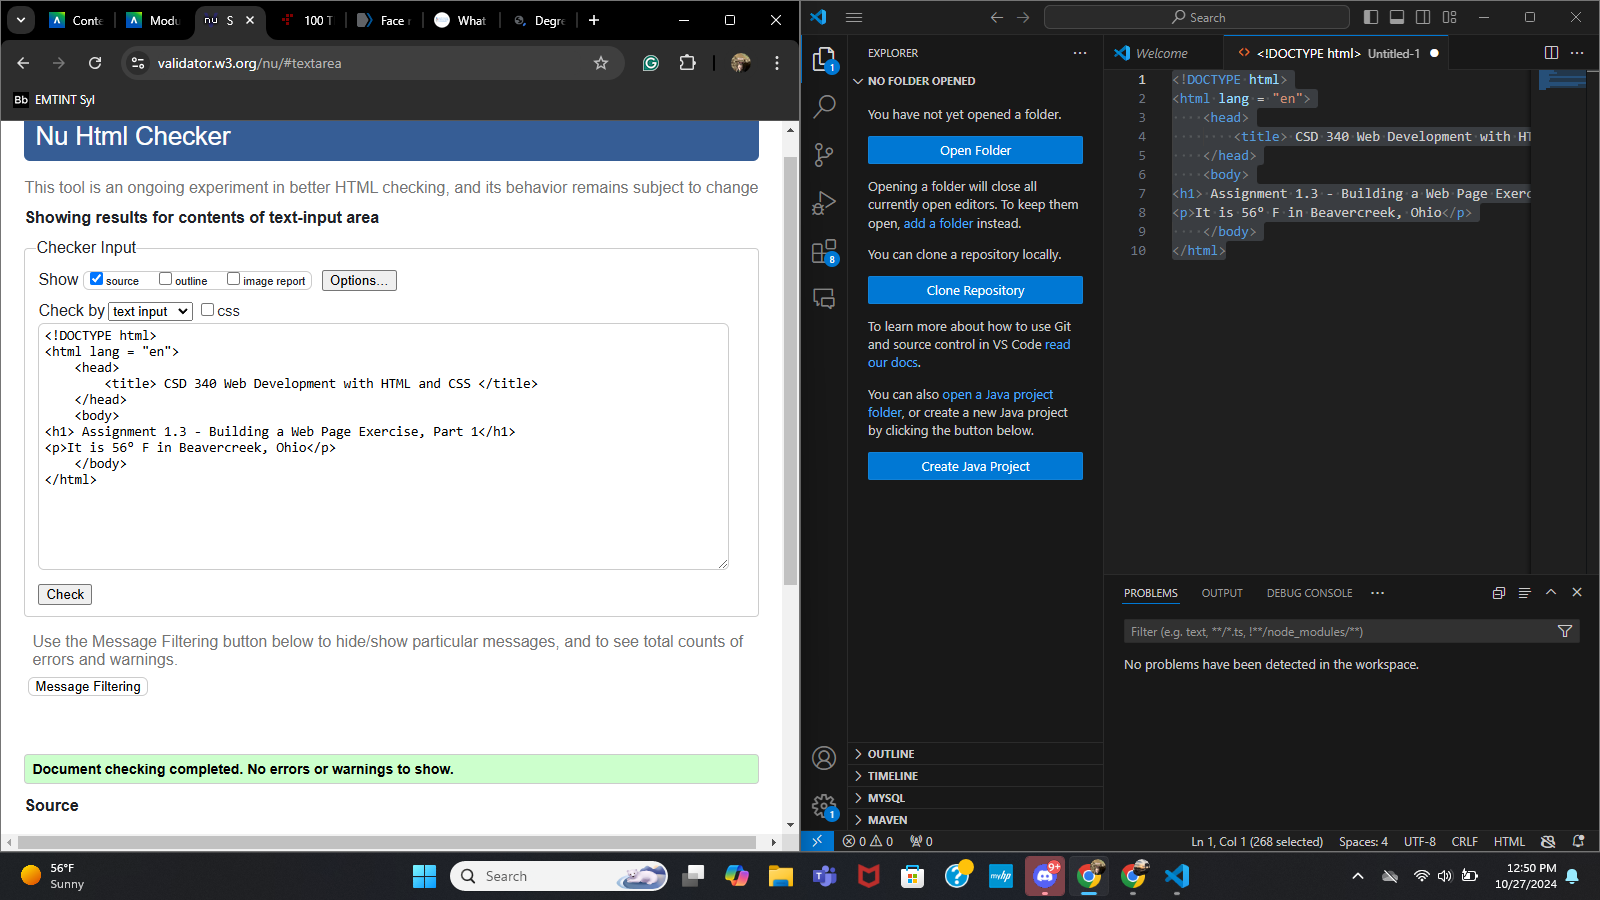 Conte
Modu
nu S
100 T
Face r
What
Degre
validator.w3.org/nu/#textarea
Bb EMTINT Syl
Nu Html Checker
This tool is an ongoing experiment in better HTML checking, and its behavior remains subject to change
Showing results for contents of text-input area
Checker Input
Show source outline image report Options...
Check by text input css
<!DOCTYPE html>
<html lang = "en">
<head>
<title> CSD 340 Web Development with HTML and CSS </title>
</head>
<body>
<h1> Assignment 1.3 - Building a Web Page Exercise, Part 1</h1>
<p>It is 56º F in Beavercreek, Ohio</p>
</body>
</html>
Check
Use the Message Filtering button below to hide/show particular messages, and to see total counts of
errors and warnings.
Message Filtering
Document checking completed. No errors or warnings to show.
Source
Search
1
8
1
EXPLORER
NO FOLDER OPENED
You have not yet opened a folder.
Open Folder
Opening a folder will close all
currently open editors. To keep them
open, add a folder instead.
You can clone a repository locally.
Clone Repository
To learn more about how to use Git
and source control in VS Code read
our docs.
You can also open a Java project
folder, or create a new Java project
by clicking the button below.
Create Java Project
OUTLINE
TIMELINE
MYSQL
MAVEN
Welcome
<!DOCTYPE html> Untitled-1
1 <!DOCTYPE html>
2 <html lang = "en">
3 <head>
4 <title> CSD 340 Web Development with HT
5 </head>
6 <body>
7 <h1> Assignment 1.3 - Building a Web Page Exerc
8 <p>It is 56º F in Beavercreek, Ohio</p>
9 </body>
10 </html>
PROBLEMS OUTPUT DEBUG CONSOLE
Filter (e.g. text, **/*.ts, !**/node_modules/**)
No problems have been detected in the workspace.
0 0 0
Ln 1, Col 1 (268 selected) Spaces: 4 UTF-8 CRLF HTML
56°F
Sunny
Search
myhp
9+
12:50 PM
10/27/2024